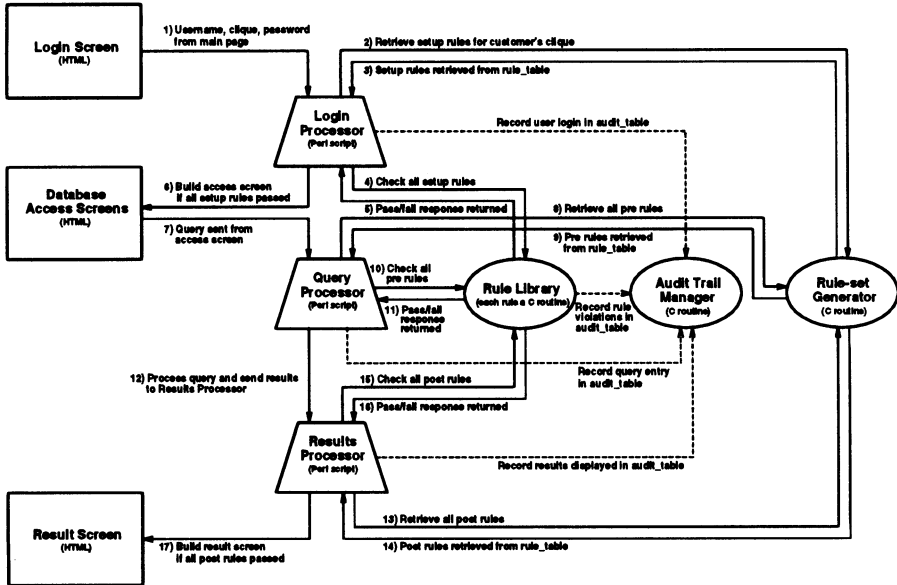 1) Username, clique, password
from main page
2) Retrieve setup rules for customer's clique
3) Setup rules retrieved from rule_table
Login Screen
(HTML)
Login
Processor
(Perl script)
Record user login in audit_table
4) Check all setup rules
5) Pass/fail response returned
6) Build access screen
if all setup rules passed
Database
Access Screens
(HTML)
7) Query sent from
access screen
8) Retrieve all pre rules
9) Pre rules retrieved
from rule_table
Query
Processor
(Perl script)
10) Check all
pre rules
11) Pass/fail
response
returned
Rule Library
(each rule a C routine)
Record rule
violations in
audit_table
Audit Trail
Manager
(C routine)
Rule-set
Generator
(C routine)
Record query entry
in audit_table
12) Process query and send results
to Results Processor
15) Check all post rules
16) Pass/fail response returned
Results
Processor
(Perl script)
Record results displayed in audit_table
13) Retrieve all post rules
14) Post rules retrieved from rule_table
Result Screen
(HTML)
17) Build result screen
if all post rules passed